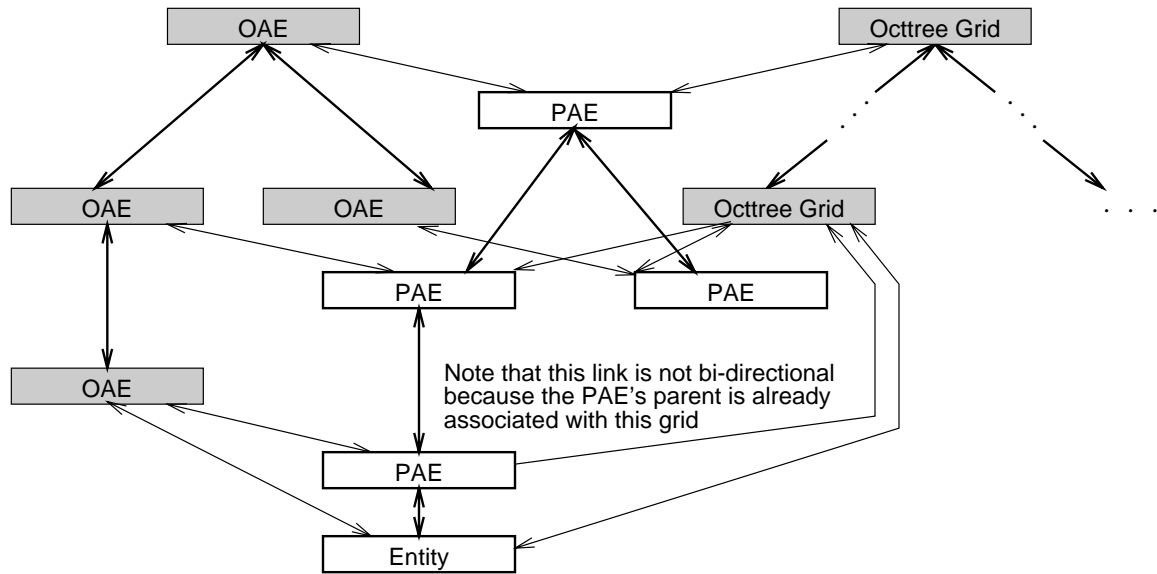 OAE
Octtree Grid
PAE
. . .
. . .
OAE
OAE
Octtree Grid
. . .
PAE
PAE
Note that this link is not bi-directional
because the PAE's parent is already
associated with this grid
OAE
PAE
Entity